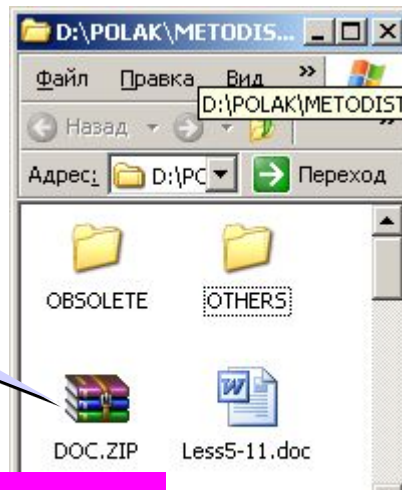 D:\POLAK\METODIS...
Файл Правка Вид »
D:\POLAK\METODIST
Назад »
Адрес: D:\PC Переход
OBSOLETE OTHERS
DOC.ZIP Less5-11.doc